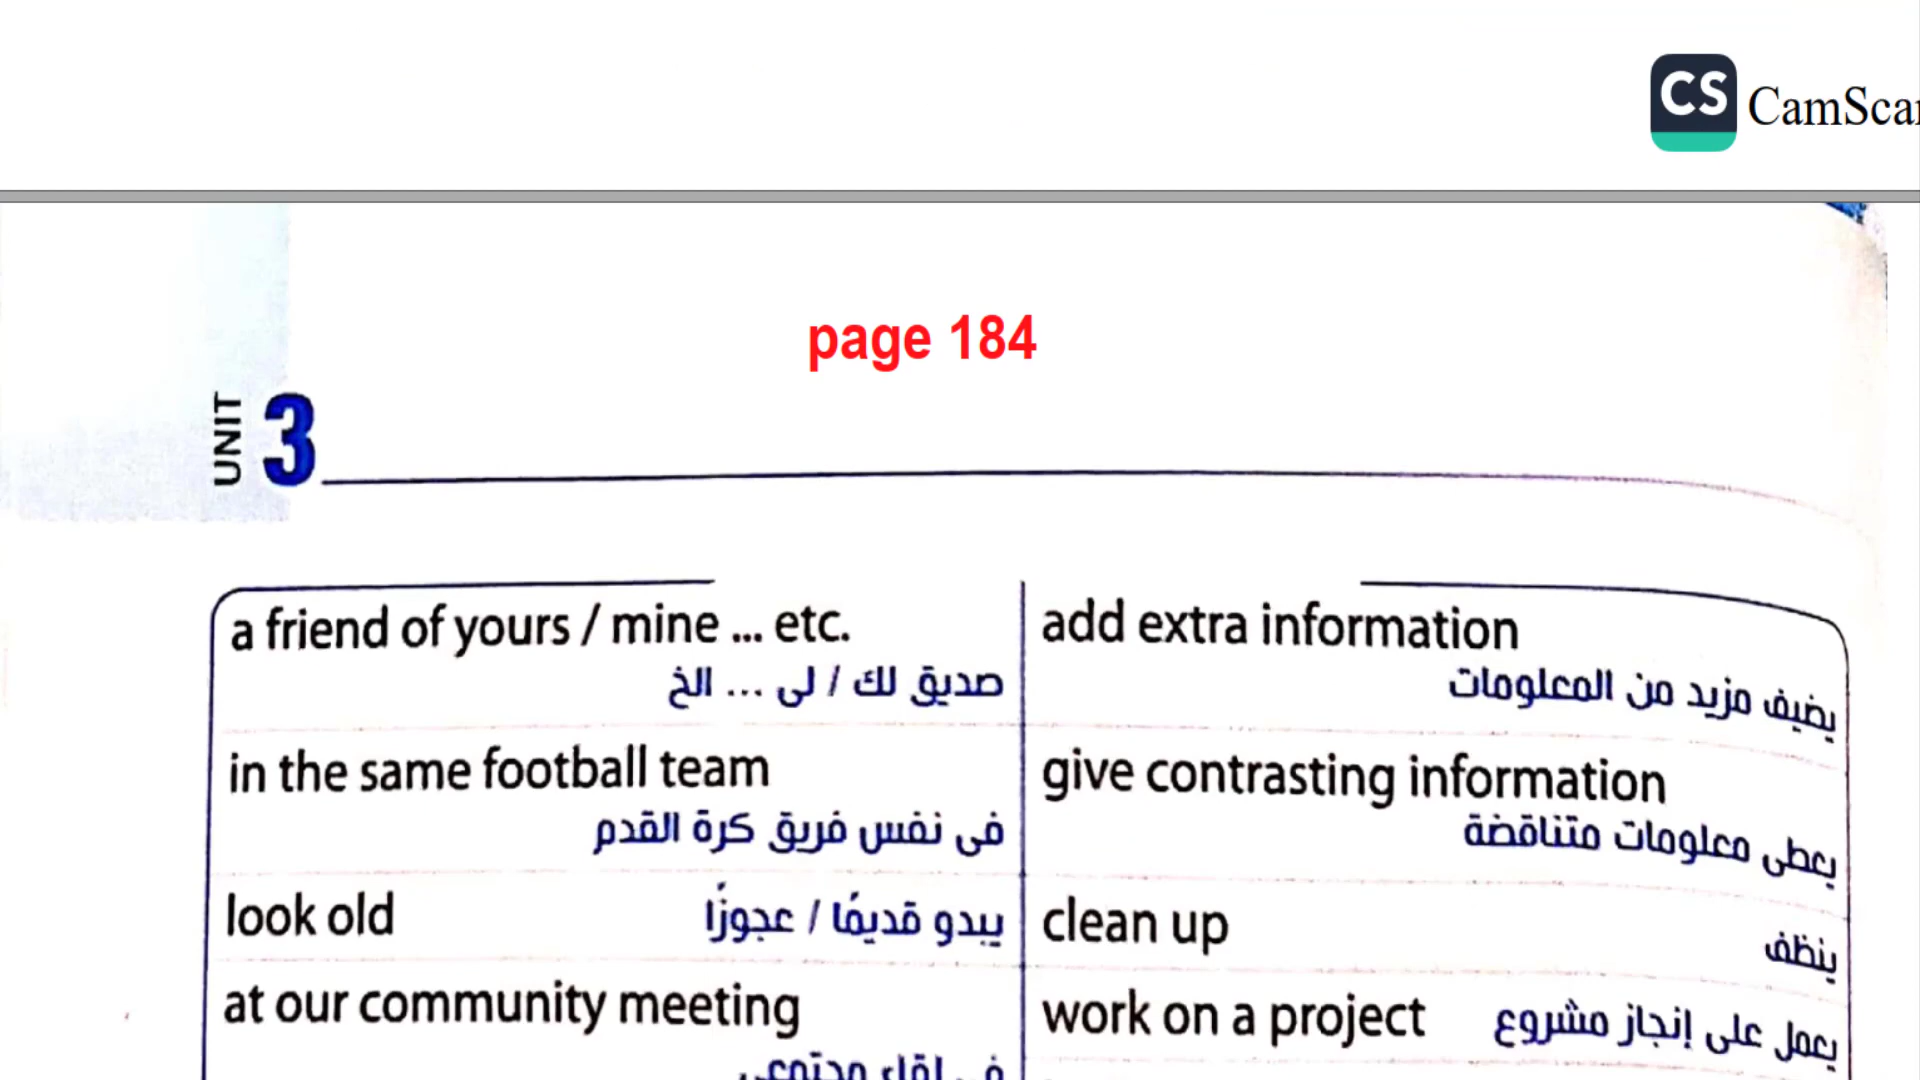 CS CamScan
page 184
UNIT 3
a friend of yours / mine ... etc.
صديق لك / لى ... الخ
add extra information
يضيف مزيد من المعلومات
in the same football team
فى نفس فريق كرة القدم
give contrasting information
يعطى معلومات متناقضة
look old
يبدو قديمًا / عجوزًا
clean up
ينظف
at our community meeting
فى لقاء مجتمعى
work on a project
يعمل على إنجاز مشروع